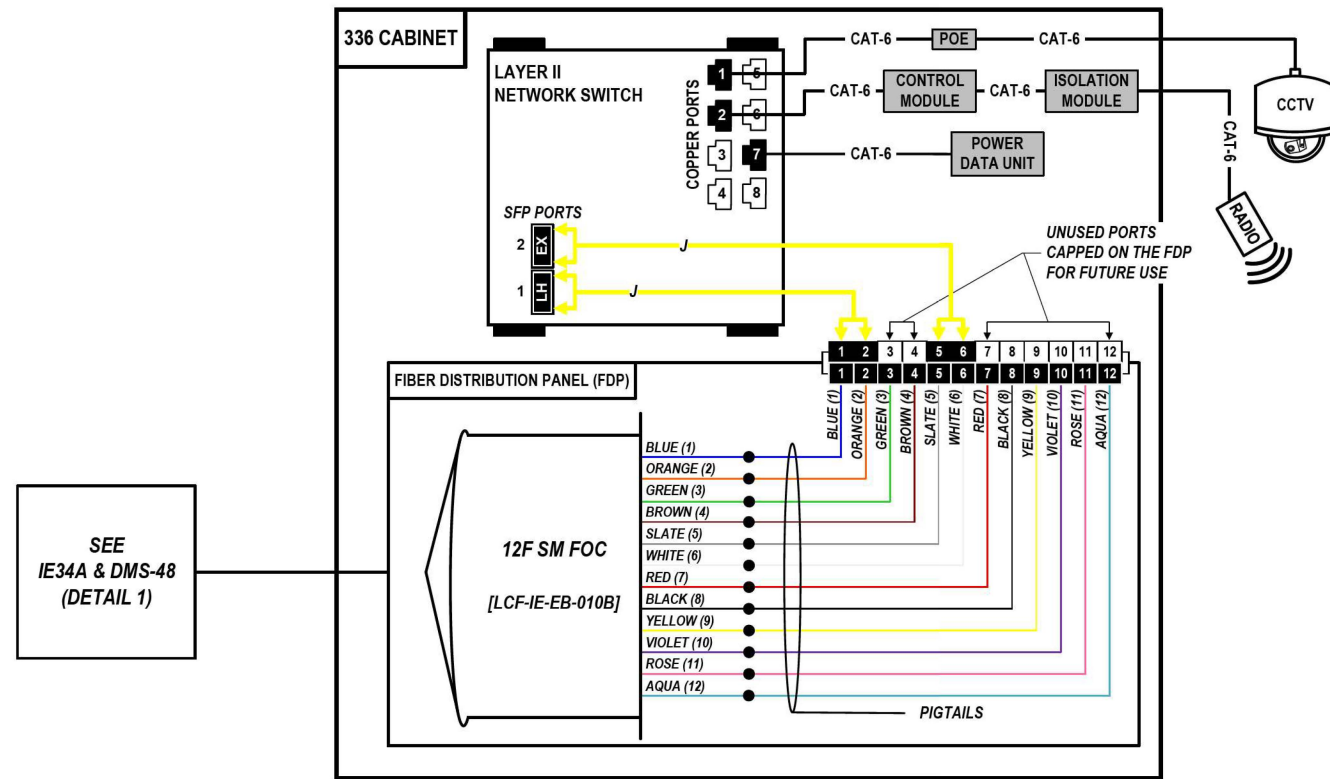 336 CABINET
LAYER II
NETWORK SWITCH
COPPER PORTS
1
5
2
6
3
7
4
8
CAT-6
POE
CAT-6
CAT-6
CONTROL
MODULE
CAT-6
ISOLATION
MODULE
CAT-6
POWER
DATA UNIT
CCTV
CAT-6
RADIO
SFP PORTS
2
EX
J
1
LH
J
UNUSED PORTS
CAPPED ON THE FDP
FOR FUTURE USE
1 2 3 4 5 6 7 8 9 10 11 12
1 2 3 4 5 6 7 8 9 10 11 12
FIBER DISTRIBUTION PANEL (FDP)
BLUE (1)
ORANGE (2)
GREEN (3)
BROWN (4)
SLATE (5)
WHITE (6)
RED (7)
BLACK (8)
YELLOW (9)
VIOLET (10)
ROSE (11)
AQUA (12)
BLUE (1)
ORANGE (2)
GREEN (3)
BROWN (4)
SLATE (5)
WHITE (6)
RED (7)
BLACK (8)
YELLOW (9)
VIOLET (10)
ROSE (11)
AQUA (12)
12F SM FOC
[LCF-IE-EB-010B]
PIGTAILS
SEE
IE34A & DMS-48
(DETAIL 1)